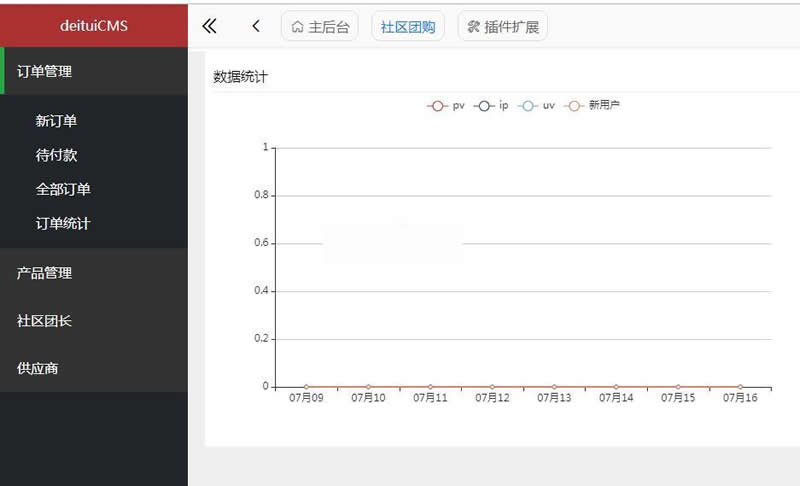 deituiCMS
主后台 社区团购 插件扩展
订单管理
新订单
待付款
全部订单
订单统计
产品管理
社区团长
供应商
数据统计
pv ip uv 新用户
1
0.8
0.6
0.4
0.2
0
07月09 07月10 07月11 07月12 07月13 07月14 07月15 07月16